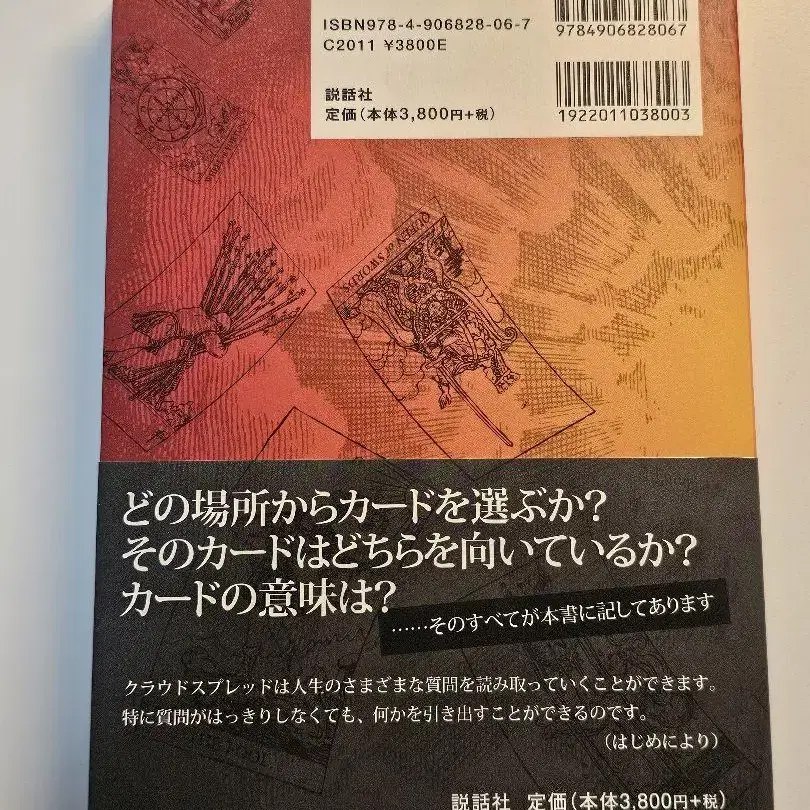 ISBN978-4-906828-06-7
C2011 ¥3800E
9784906828067
説話社
定価(本体3,800円+税)
1922011038003
QUEEN of SWORDS
どの場所からカードを選ぶか?
そのカードはどちらを向いているか?
カードの意味は?
……そのすべてが本書に記してあります
クラウドスプレッドは人生のさまざまな質問を読み取っていくことができます。
特に質問がはっきりしなくても、何かを引き出すことができるのです。
(はじめにより)
説話社 定価(本体3,800円+税)